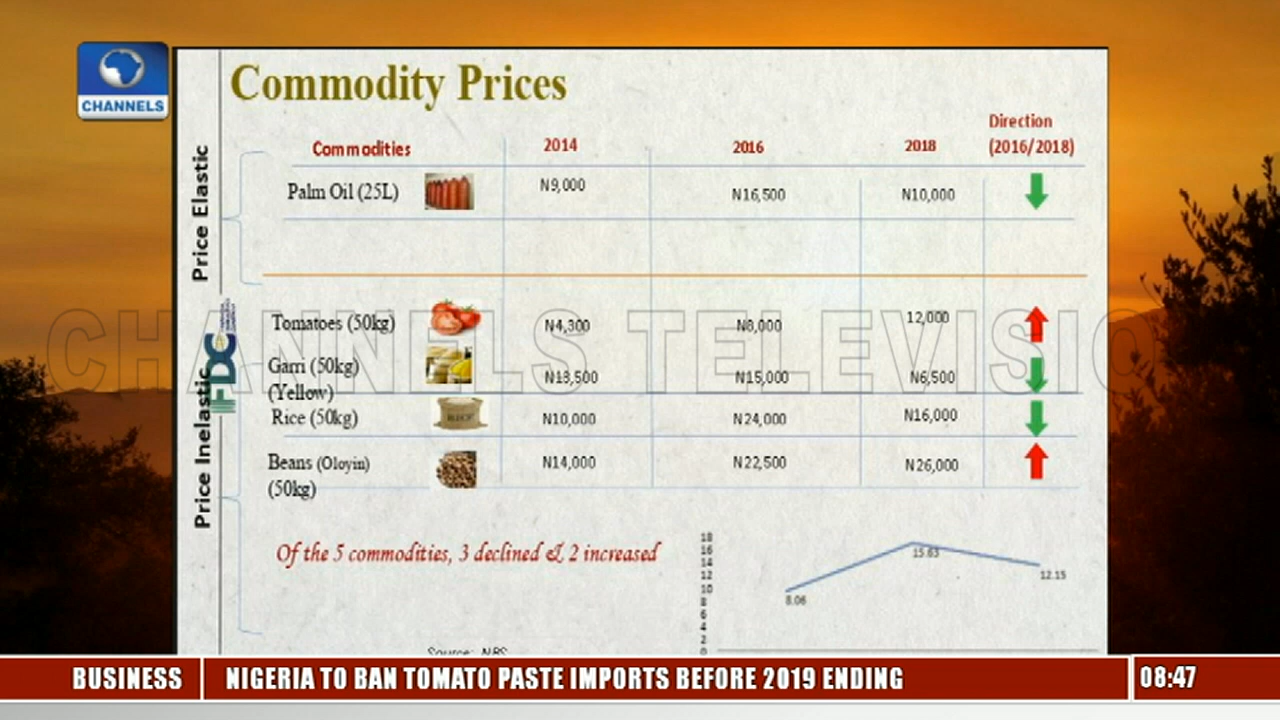 CHANNELS
Commodity Prices
Price Elastic
Price Inelastic
Commodities 2014 2016 2018 Direction (2016/2018)
Palm Oil (25L) N9,000 N16,500 N10,000
Tomatoes (50kg) N4,300 N8,000 12,000
Garri (50kg) (Yellow) N13,500 N15,000 N6,500
Rice (50kg) N10,000 N24,000 N16,000
Beans (Oloyin) (50kg) N14,000 N22,500 N26,000
Of the 5 commodities, 3 declined & 2 increased
18
16
14
12
10
8
6
4
2
0
8.06
15.63
12.15
Source: NBS
FDC
CHANNELS TELEVISIO
BUSINESS
NIGERIA TO BAN TOMATO PASTE IMPORTS BEFORE 2019 ENDING
08:47